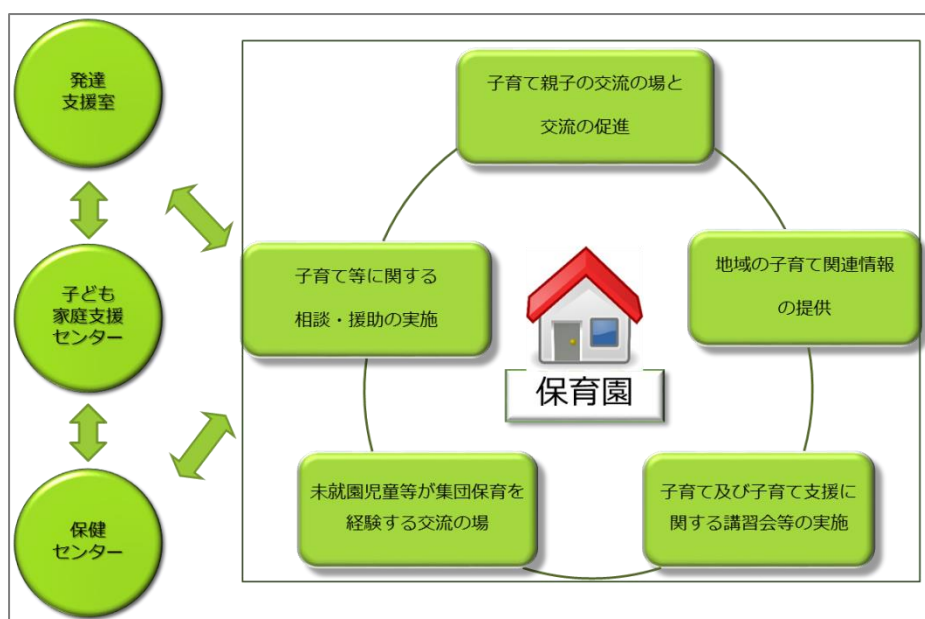 発達
支援室
子ども
家庭支援
センター
保健
センター
子育て親子の交流の場と
交流の促進
子育て等に関する
相談・援助の実施
地域の子育て関連情報
の提供
保育園
未就園児童等が集団保育を
経験する交流の場
子育て及び子育て支援に
関する講習会等の実施